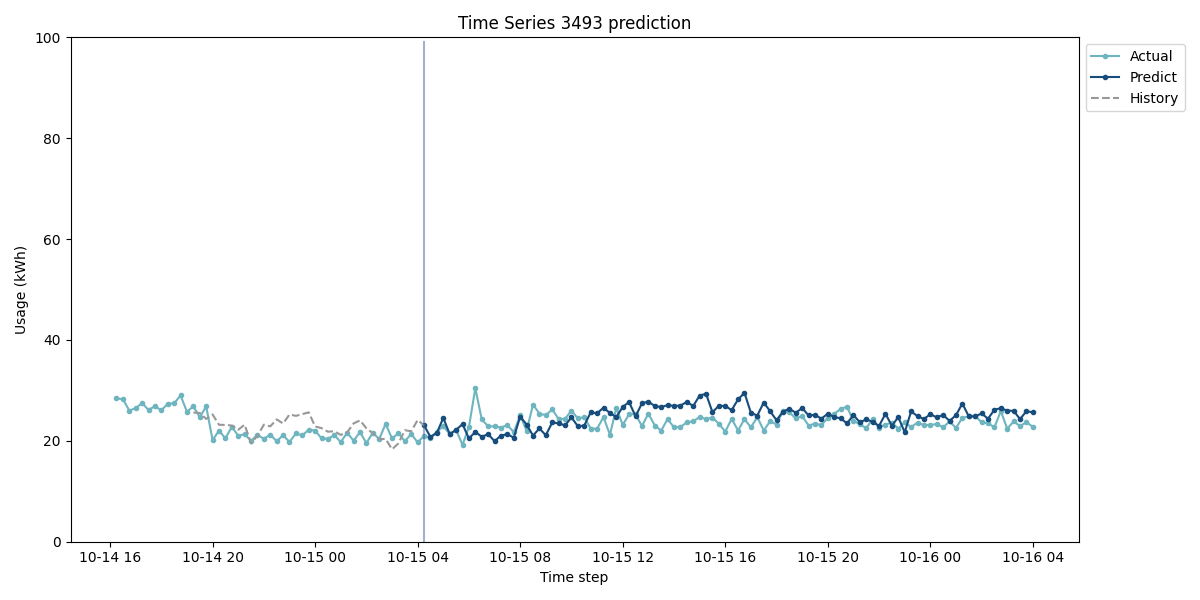 Time Series 3493 prediction
Actual
Predict
History
Usage (kWh)
100
80
60
40
20
0
10-14 16
10-14 20
10-15 00
10-15 04
10-15 08
10-15 12
10-15 16
10-15 20
10-16 00
10-16 04
Time step